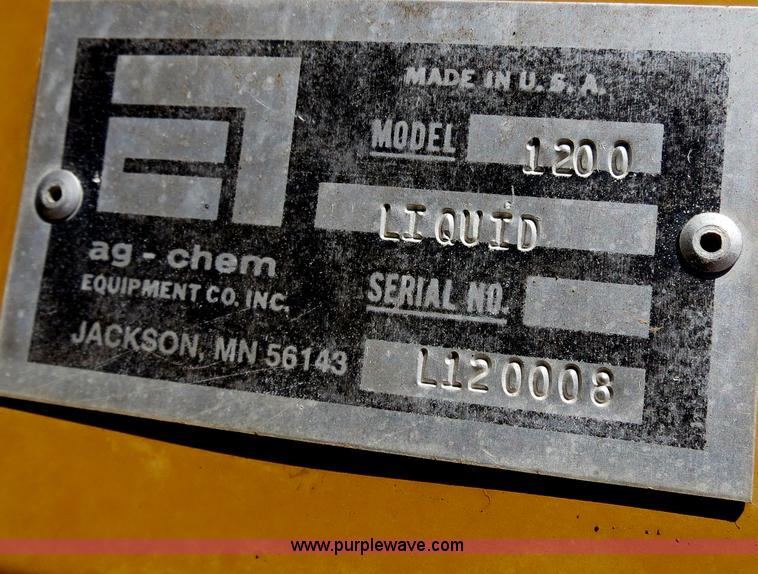 MADE IN U.S.A.
MODEL 1200
LIQUID
ag - chem
EQUIPMENT CO. INC.
SERIAL NO.
JACKSON, MN 56143
L120008
www.purplewave.com